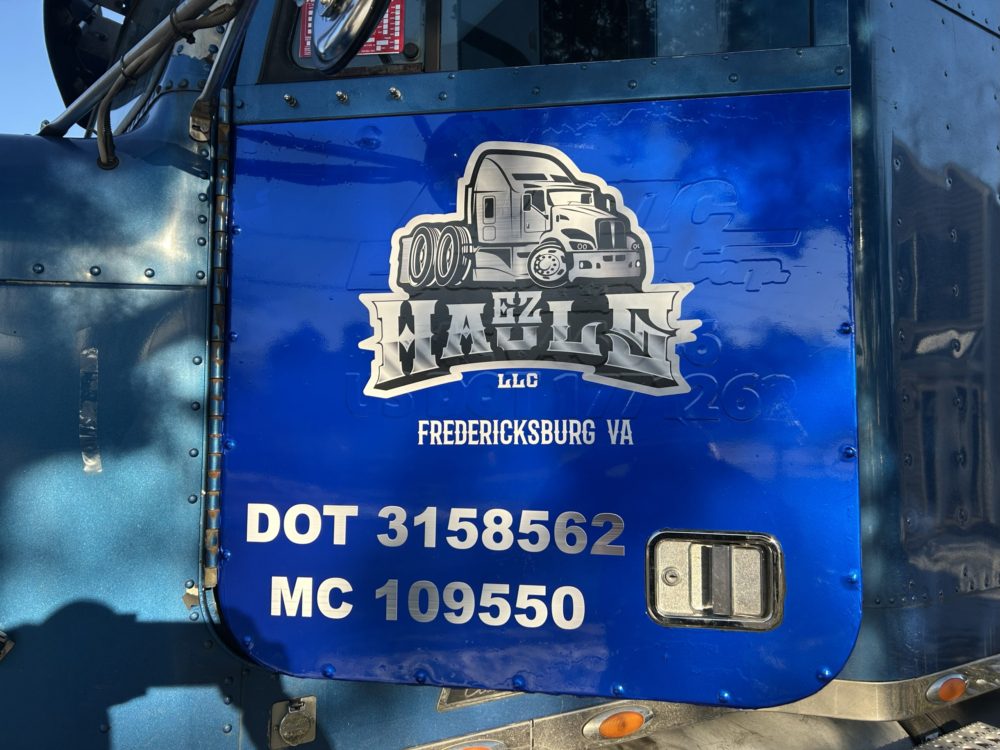 EZ
HAULS
LLC
FREDERICKSBURG VA
DOT 3158562
MC 109550